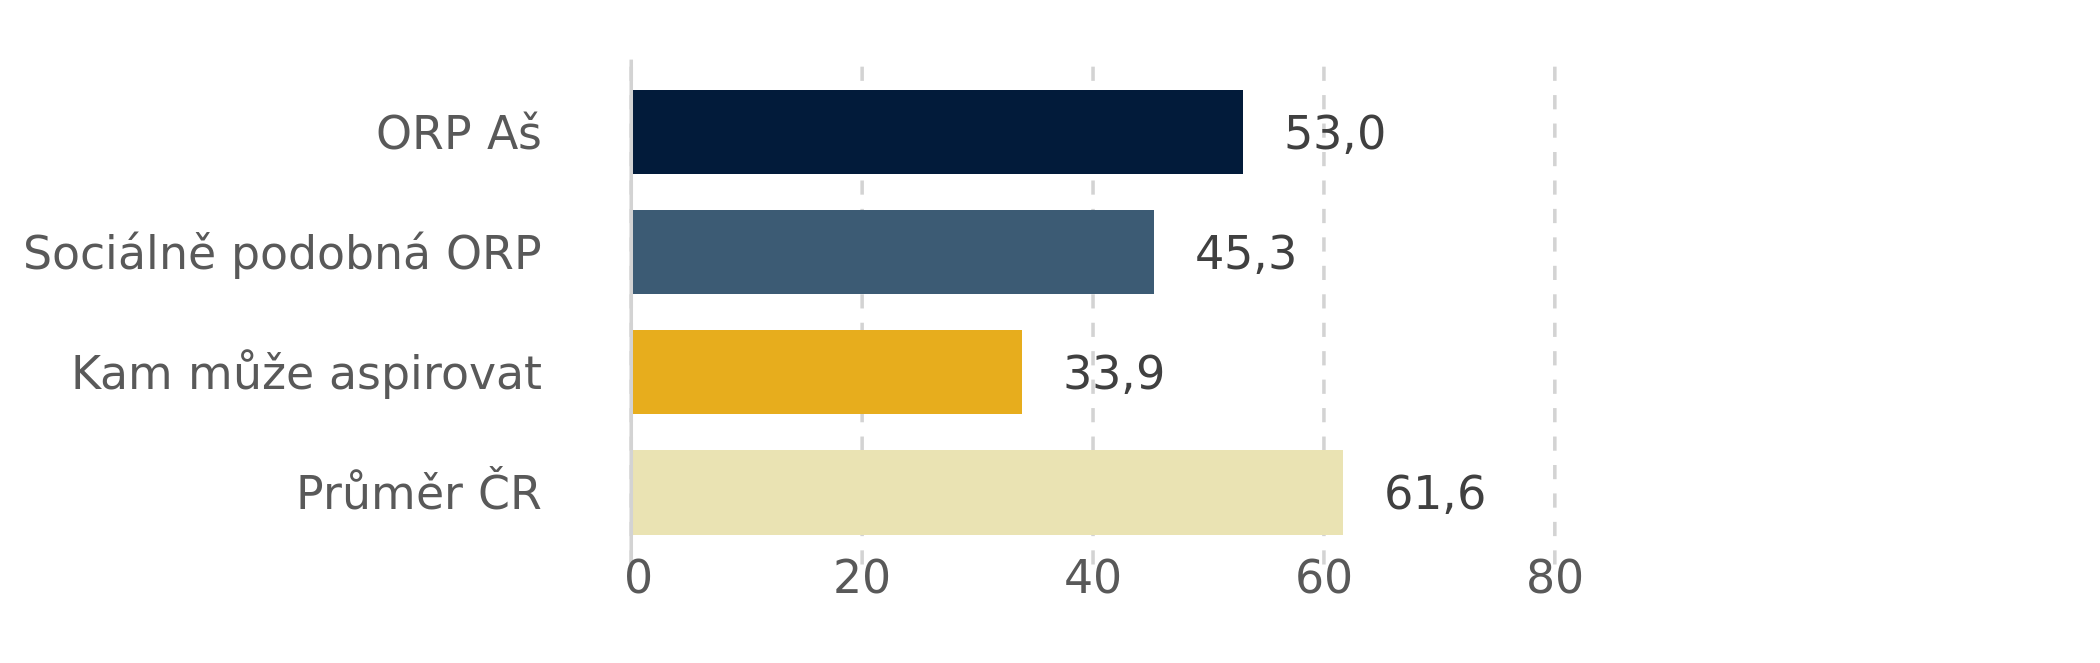 ORP Aš
53,0
Sociálně podobná ORP
45,3
Kam může aspirovat
33,9
Průměr ČR
61,6
0 20 40 60 80